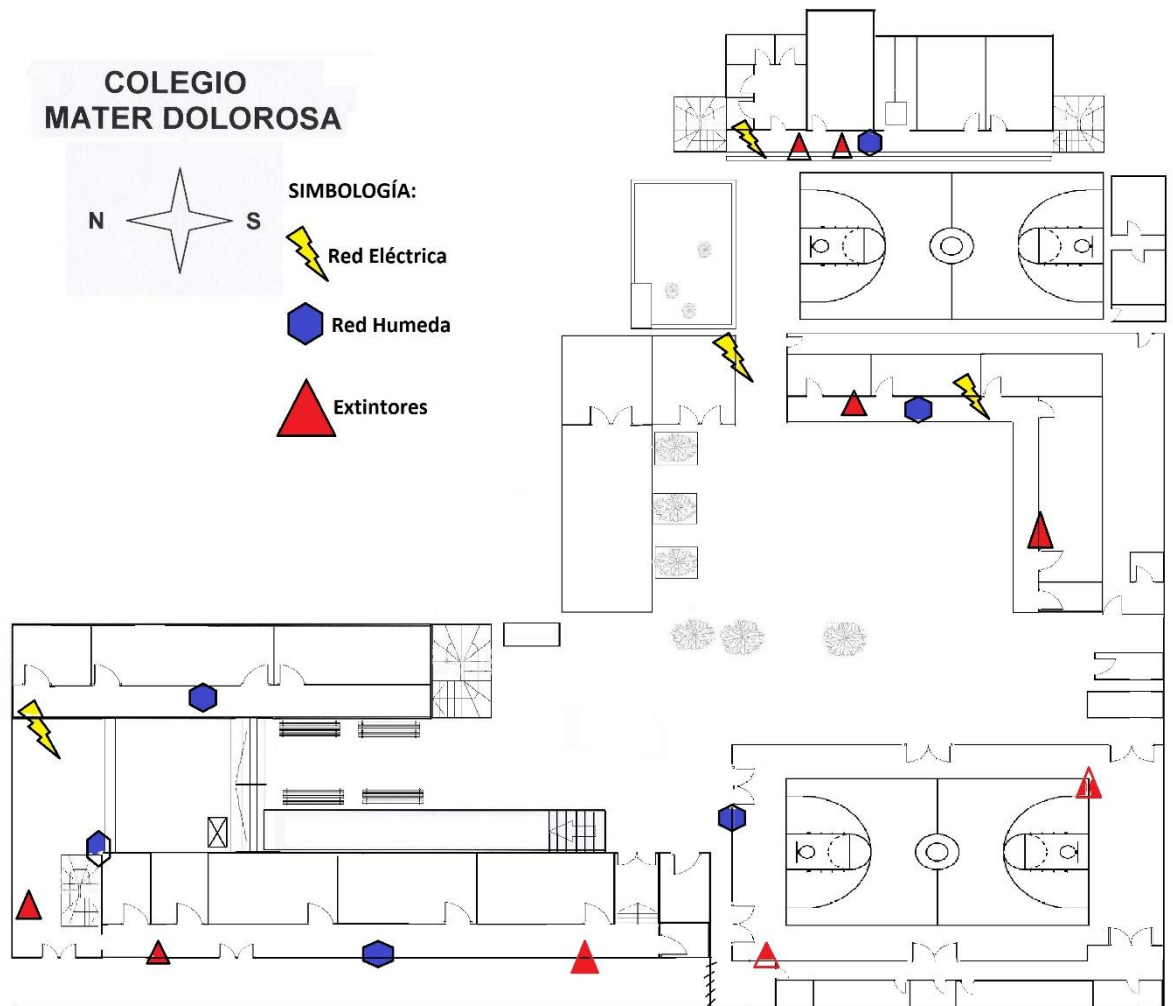 COLEGIO
MATER DOLOROSA
N
S
SIMBOLOGÍA:
Red Eléctrica
Red Humeda
Extintores